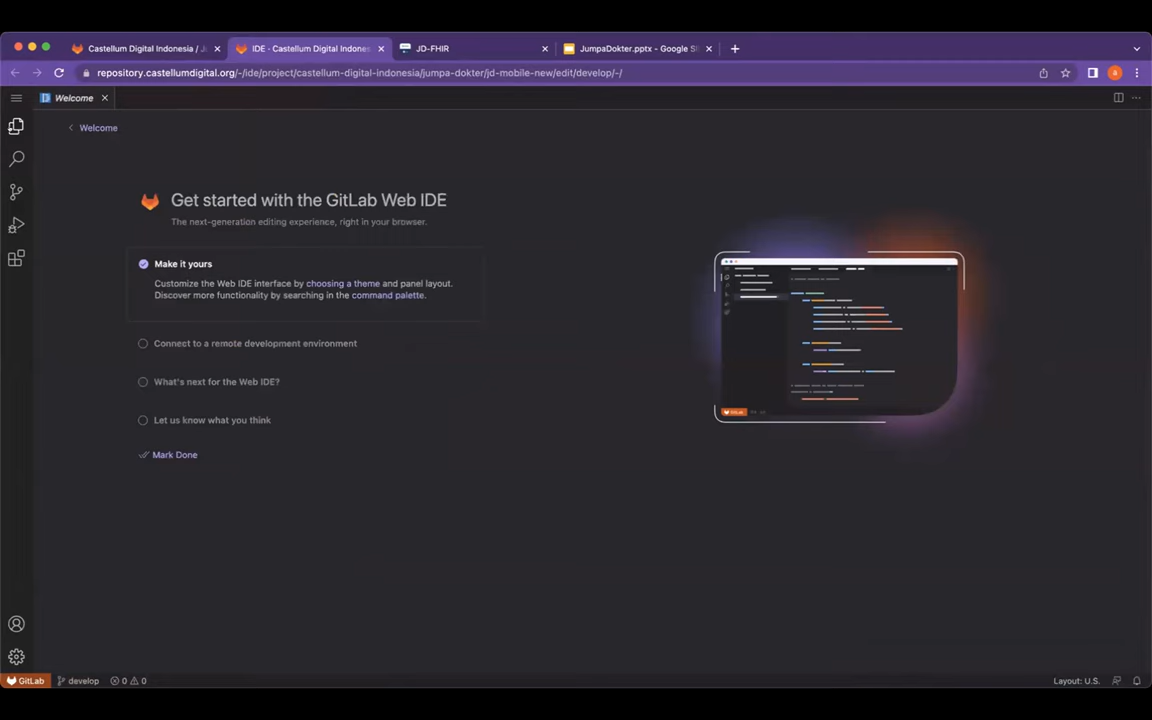 Castellum Digital Indonesia / J
IDE · Castellum Digital Indones
JD-FHIR
JumpaDokter.pptx - Google S
repository.castellumdigital.org/-/ide/project/castellum-digital-indonesia/jumpa-dokter/jd-mobile-new/edit/develop/-/
a
Welcome
Welcome
Get started with the GitLab Web IDE
The next-generation editing experience, right in your browser.
Make it yours
Customize the Web IDE interface by choosing a theme and panel layout.
Discover more functionality by searching in the command palette.
Connect to a remote development environment
What's next for the Web IDE?
Let us know what you think
Mark Done
GitLab
GitLab develop 0 0 Layout: U.S.